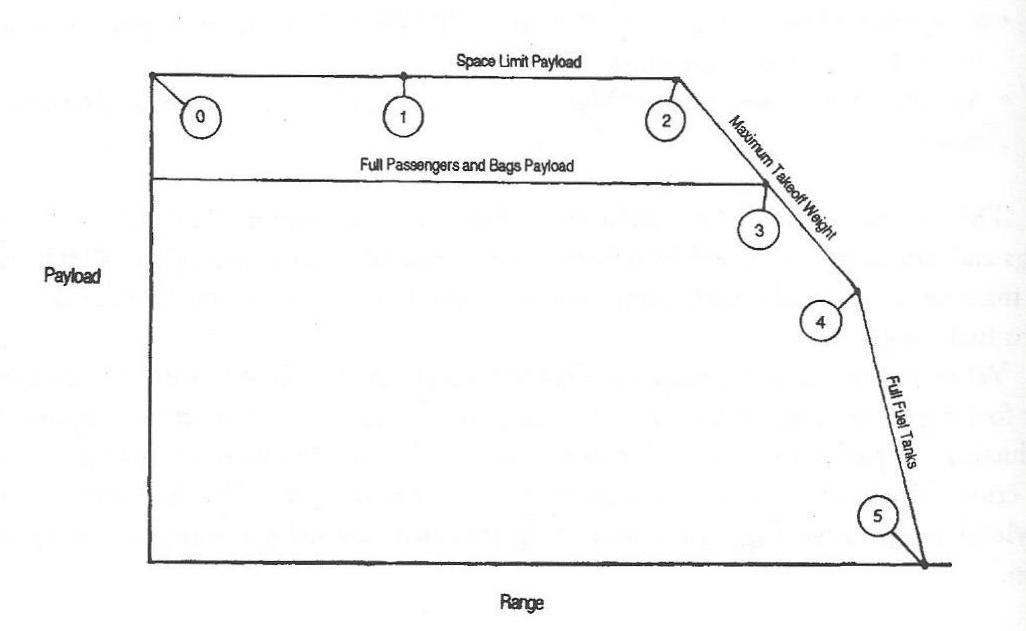 Space Limit Payload
0
1
2
Maximum Takeoff Weight
Full Passengers and Bags Payload
3
Payload
4
Full Fuel Tanks
5
Range